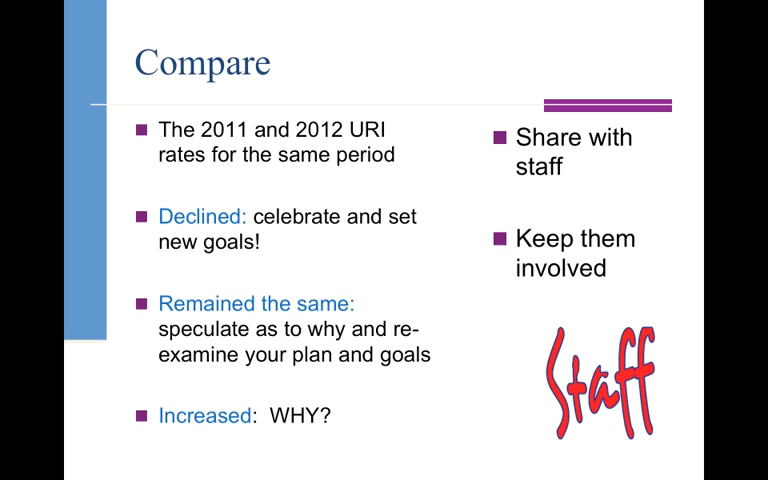 Compare
The 2011 and 2012 URI
rates for the same period
Declined: celebrate and set
new goals!
Remained the same:
speculate as to why and re-
examine your plan and goals
Increased:  WHY?
Share with
staff
Keep them
involved
Staff